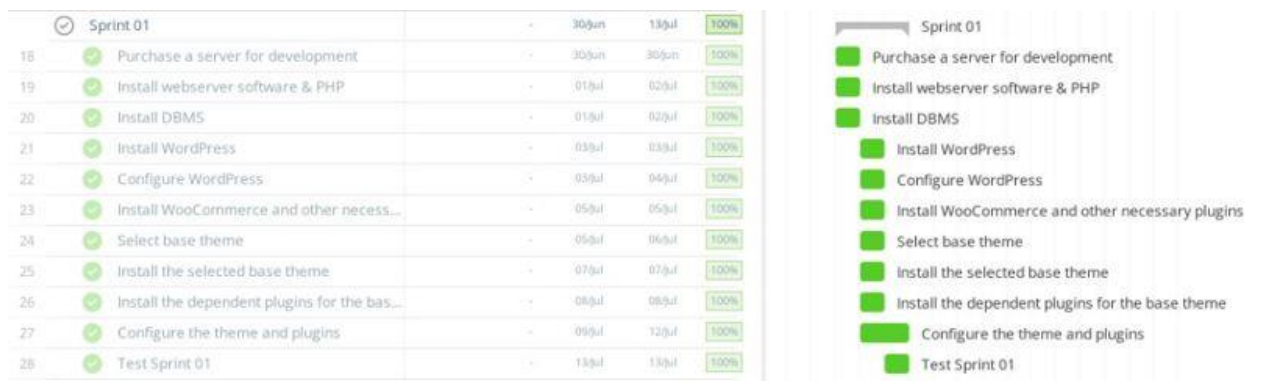 Sprint 01 - 30/Jun 13/Jul 100%
18 Purchase a server for development - 30/Jun 30/Jun 100%
19 Install webserver software & PHP - 01/Jul 02/Jul 100%
20 Install DBMS - 01/Jul 02/Jul 100%
21 Install WordPress - 03/Jul 03/Jul 100%
22 Configure WordPress - 03/Jul 04/Jul 100%
23 Install WooCommerce and other necess... - 05/Jul 05/Jul 100%
24 Select base theme - 05/Jul 06/Jul 100%
25 Install the selected base theme - 07/Jul 07/Jul 100%
26 Install the dependent plugins for the bas... - 08/Jul 08/Jul 100%
27 Configure the theme and plugins - 09/Jul 12/Jul 100%
28 Test Sprint 01 - 13/Jul 13/Jul 100%
Sprint 01
Purchase a server for development
Install webserver software & PHP
Install DBMS
Install WordPress
Configure WordPress
Install WooCommerce and other necessary plugins
Select base theme
Install the selected base theme
Install the dependent plugins for the base theme
Configure the theme and plugins
Test Sprint 01